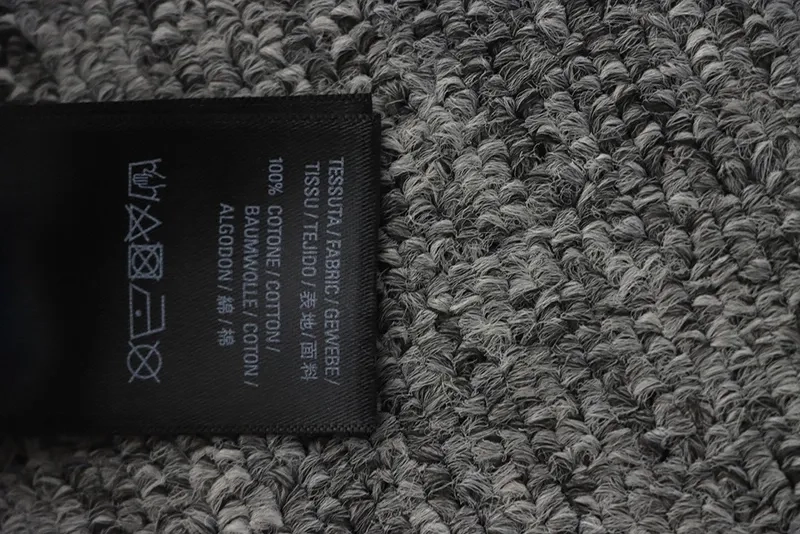 TESSUTA / FABRIC / GEWEBE /
TISSU / TEJIDO / 表地 / 面料
100% COTONE / COTTON /
BAUMWOLLE / COTON /
ALGODON / 綿 / 棉